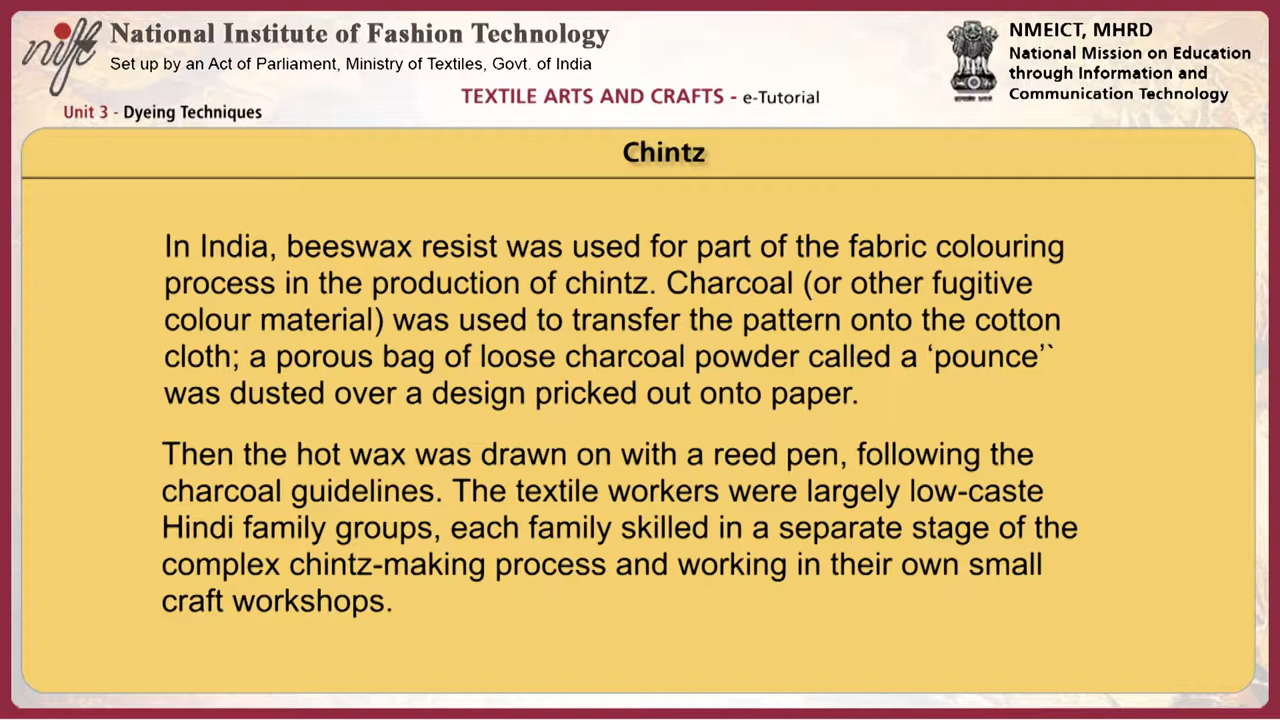 nift
National Institute of Fashion Technology
Set up by an Act of Parliament, Ministry of Textiles, Govt. of India
NMEICT, MHRD
National Mission on Education
through Information and
Communication Technology
TEXTILE ARTS AND CRAFTS - e-Tutorial
Unit 3 - Dyeing Techniques
Chintz
In India, beeswax resist was used for part of the fabric colouring
process in the production of chintz. Charcoal (or other fugitive
colour material) was used to transfer the pattern onto the cotton
cloth; a porous bag of loose charcoal powder called a ‘pounce’`
was dusted over a design pricked out onto paper.
Then the hot wax was drawn on with a reed pen, following the
charcoal guidelines. The textile workers were largely low-caste
Hindi family groups, each family skilled in a separate stage of the
complex chintz-making process and working in their own small
craft workshops.